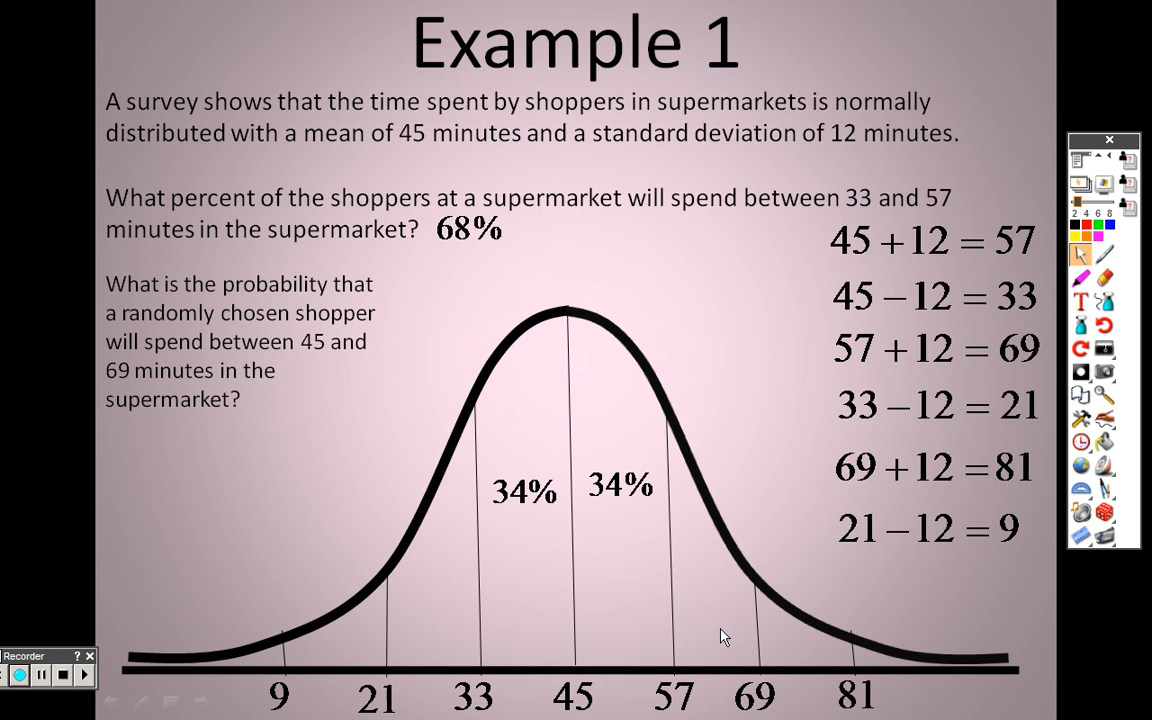 Example 1
A survey shows that the time spent by shoppers in supermarkets is normally
distributed with a mean of 45 minutes and a standard deviation of 12 minutes.
What percent of the shoppers at a supermarket will spend between 33 and 57
minutes in the supermarket? 68%
What is the probability that
a randomly chosen shopper
will spend between 45 and
69 minutes in the
supermarket?
45 + 12 = 57
45 − 12 = 33
57 + 12 = 69
33 − 12 = 21
69 + 12 = 81
21 − 12 = 9
34% 34%
9 21 33 45 57 69 81
2 4 6 8
T
Recorder ?